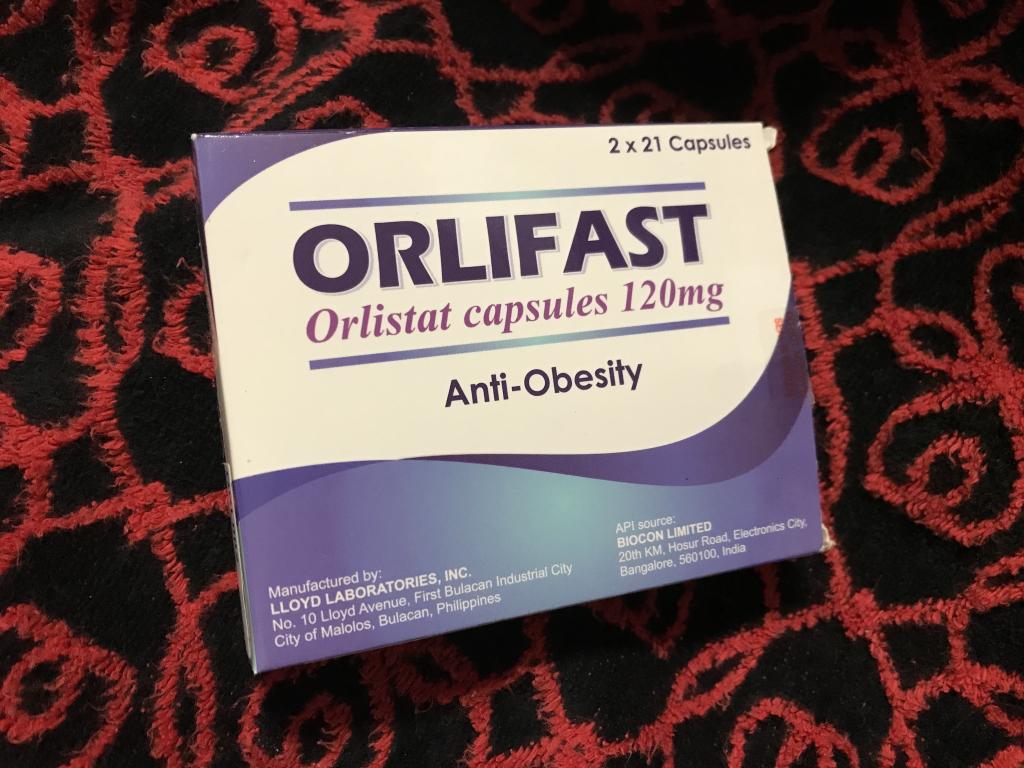 2 x 21 Capsules
ORLIFAST
Orlistat capsules 120mg
Anti-Obesity
Manufactured by:
LLOYD LABORATORIES, INC.
No. 10 Lloyd Avenue, First Bulacan Industrial City
City of Malolos, Bulacan, Philippines
API source:
BIOCON LIMITED
20th KM, Hosur Road, Electronics City,
Bangalore, 560100, India